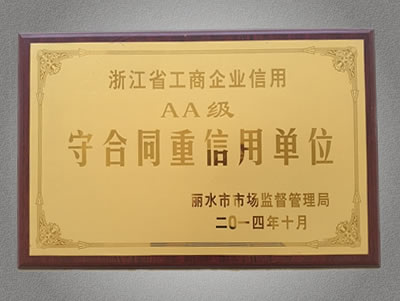 浙江省工商企业信用
AA级
守合同重信用单位
丽水市市场监督管理局
二〇一四年十月